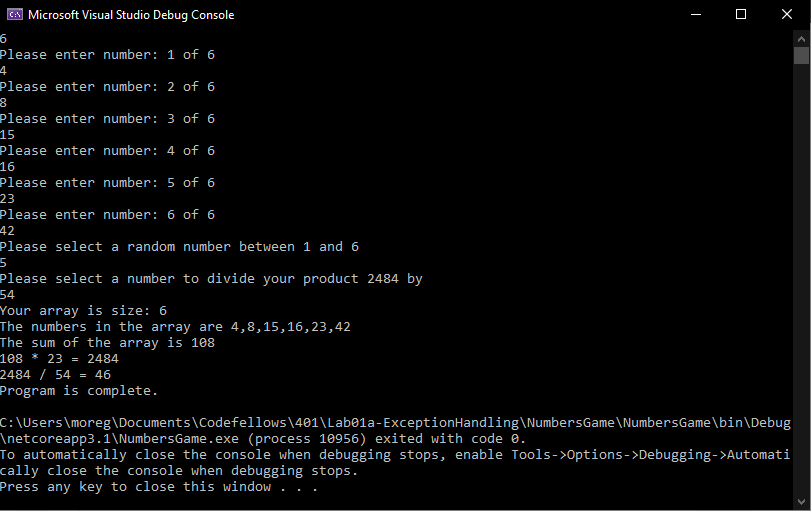 Microsoft Visual Studio Debug Console
6
Please enter number: 1 of 6
4
Please enter number: 2 of 6
8
Please enter number: 3 of 6
15
Please enter number: 4 of 6
16
Please enter number: 5 of 6
23
Please enter number: 6 of 6
42
Please select a random number between 1 and 6
5
Please select a number to divide your product 2484 by
54
Your array is size: 6
The numbers in the array are 4,8,15,16,23,42
The sum of the array is 108
108 * 23 = 2484
2484 / 54 = 46
Program is complete.
C:\Users\moreg\Documents\Codefellows\401\Lab01a-ExceptionHandling\NumbersGame\NumbersGame\bin\Debug
\netcoreapp3.1\NumbersGame.exe (process 10956) exited with code 0.
To automatically close the console when debugging stops, enable Tools->Options->Debugging->Automati
cally close the console when debugging stops.
Press any key to close this window . . .